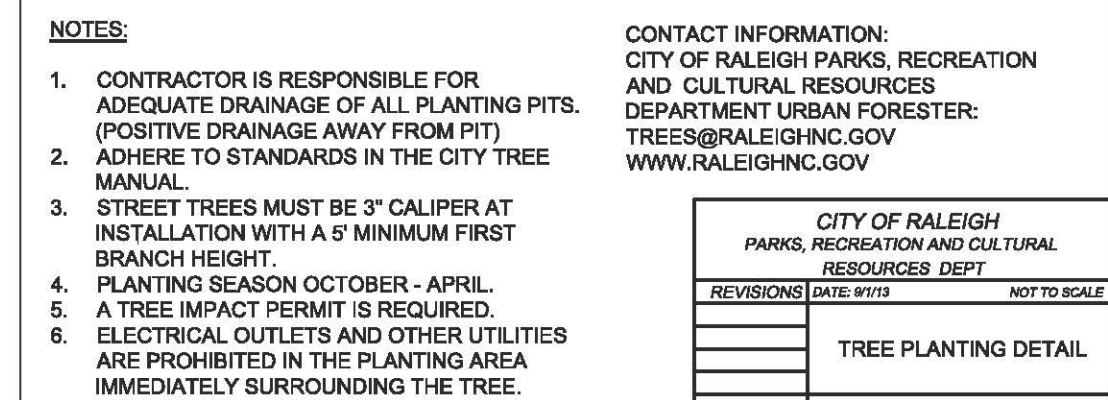 NOTES:
1. CONTRACTOR IS RESPONSIBLE FOR
ADEQUATE DRAINAGE OF ALL PLANTING PITS.
(POSITIVE DRAINAGE AWAY FROM PIT)
2. ADHERE TO STANDARDS IN THE CITY TREE
MANUAL.
3. STREET TREES MUST BE 3" CALIPER AT
INSTALLATION WITH A 5' MINIMUM FIRST
BRANCH HEIGHT.
4. PLANTING SEASON OCTOBER - APRIL.
5. A TREE IMPACT PERMIT IS REQUIRED.
6. ELECTRICAL OUTLETS AND OTHER UTILITIES
ARE PROHIBITED IN THE PLANTING AREA
IMMEDIATELY SURROUNDING THE TREE.
CONTACT INFORMATION:
CITY OF RALEIGH PARKS, RECREATION
AND CULTURAL RESOURCES
DEPARTMENT URBAN FORESTER:
TREES@RALEIGHNC.GOV
WWW.RALEIGHNC.GOV
CITY OF RALEIGH
PARKS, RECREATION AND CULTURAL
RESOURCES DEPT
REVISIONS DATE: 9/1/13 NOT TO SCALE
TREE PLANTING DETAIL